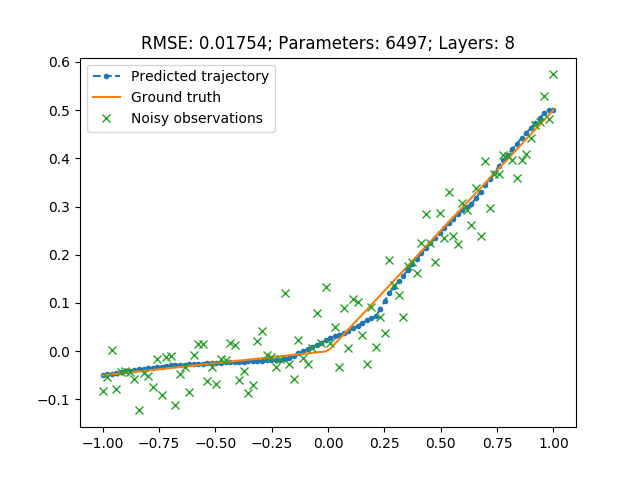 RMSE: 0.01754; Parameters: 6497; Layers: 8
Predicted trajectory
Ground truth
Noisy observations
0.6
0.5
0.4
0.3
0.2
0.1
0.0
−0.1
−1.00 −0.75 −0.50 −0.25 0.00 0.25 0.50 0.75 1.00